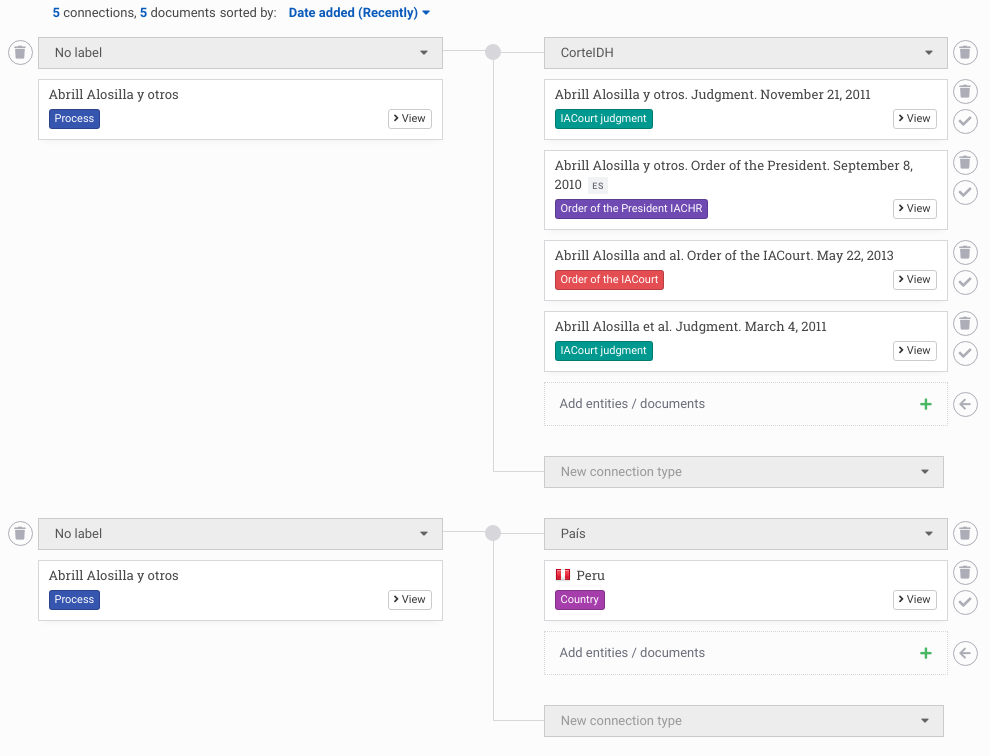 5 connections, 5 documents sorted by: Date added (Recently)
No label
Abrill Alosilla y otros
Process
View
CorteIDH
Abrill Alosilla y otros. Judgment. November 21, 2011
IACourt judgment
View
Abrill Alosilla y otros. Order of the President. September 8,
2010 ES
Order of the President IACHR
View
Abrill Alosilla and al. Order of the IACourt. May 22, 2013
Order of the IACourt
View
Abrill Alosilla et al. Judgment. March 4, 2011
IACourt judgment
View
Add entities / documents
New connection type
No label
Abrill Alosilla y otros
Process
View
País
Peru
Country
View
Add entities / documents
New connection type